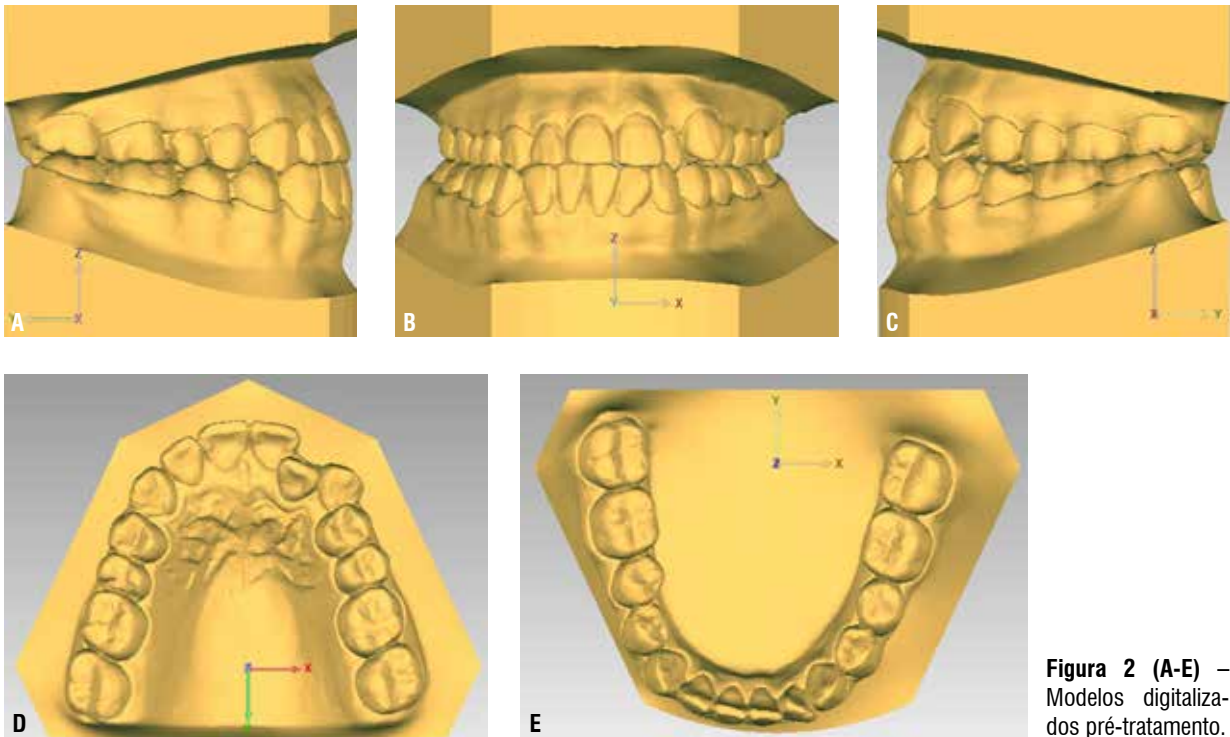 Z
Y
X
A
Z
Y
X
B
Z
X
Y
C
X
D
Y
Z
X
E
Figura 2 (A-E) –
Modelos digitaliza-
dos pré-tratamento.